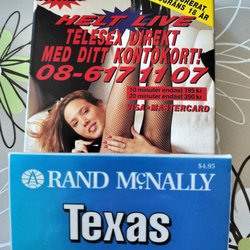 HELT LIVE
TELESEX DIREKT
MED DITT KONTOKORT!
08-617 11 07
10 minuter endast 195 kr
20 minuter endast 390 kr
VISA • MASTERCARD
$4.95
RAND McNALLY
Texas